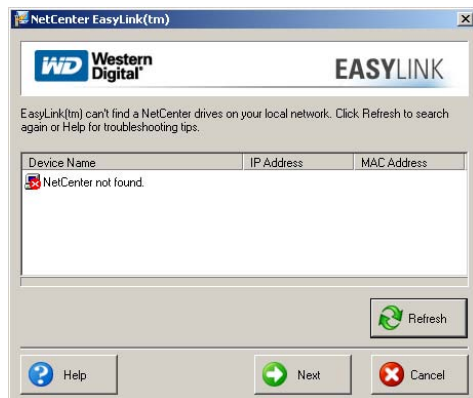 NetCenter EasyLink(tm)
WD Western Digital®
EASYLINK
EasyLink(tm) can't find a NetCenter drives on your local network. Click Refresh to search
again or Help for troubleshooting tips.
Device Name IP Address MAC Address
NetCenter not found.
Refresh
Help Next Cancel